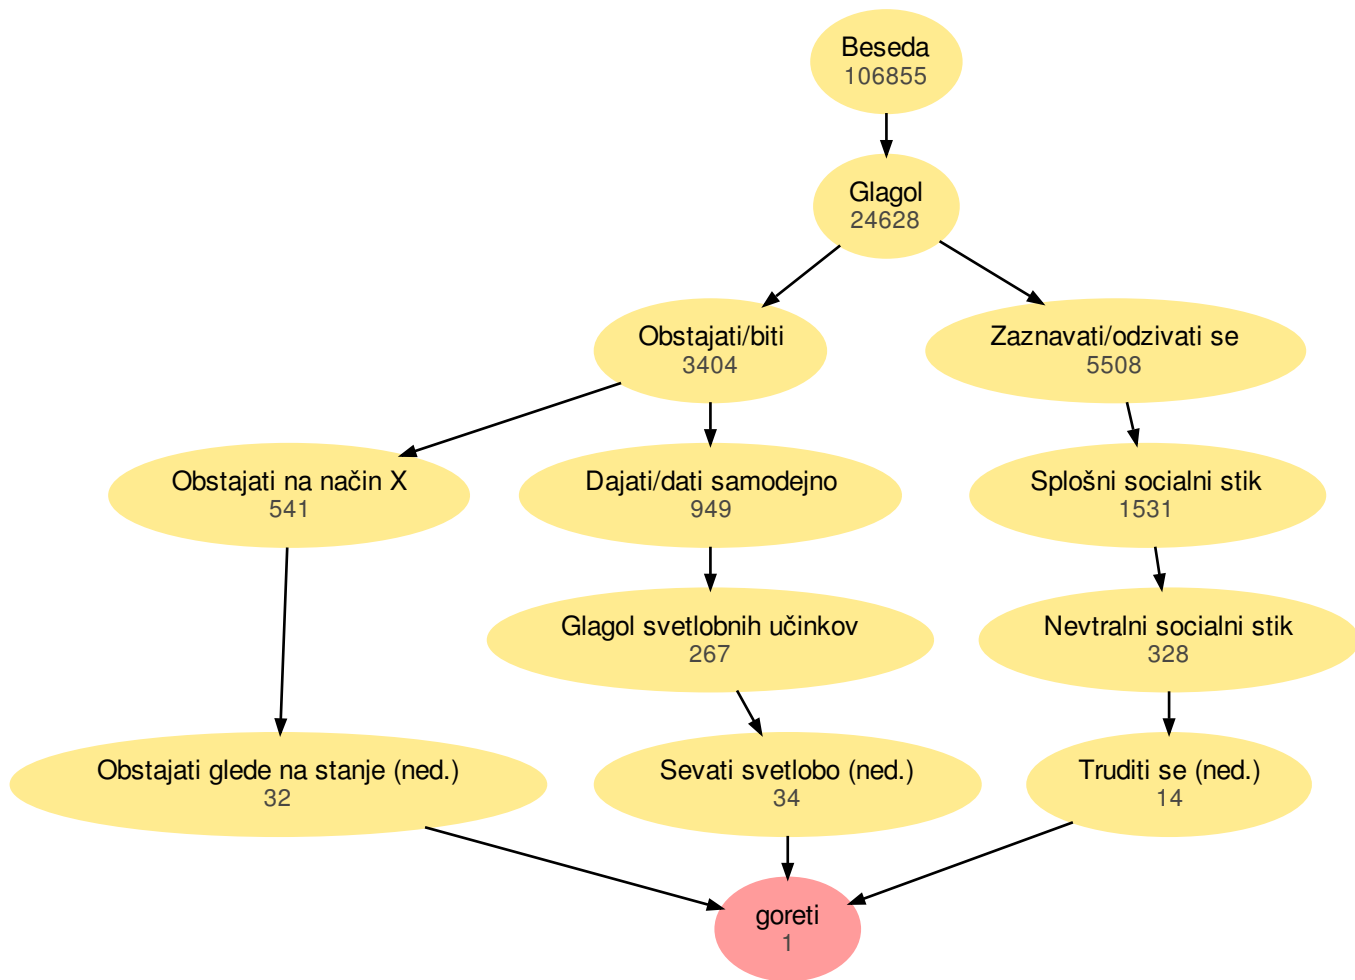 Beseda
106855
Glagol
24628
Obstajati/biti
3404
Zaznavati/odzivati se
5508
Obstajati na način X
541
Dajati/dati samodejno
949
Splošni socialni stik
1531
Glagol svetlobnih učinkov
267
Nevtralni socialni stik
328
Obstajati glede na stanje (ned.)
32
Sevati svetlobo (ned.)
34
Truditi se (ned.)
14
goreti
1